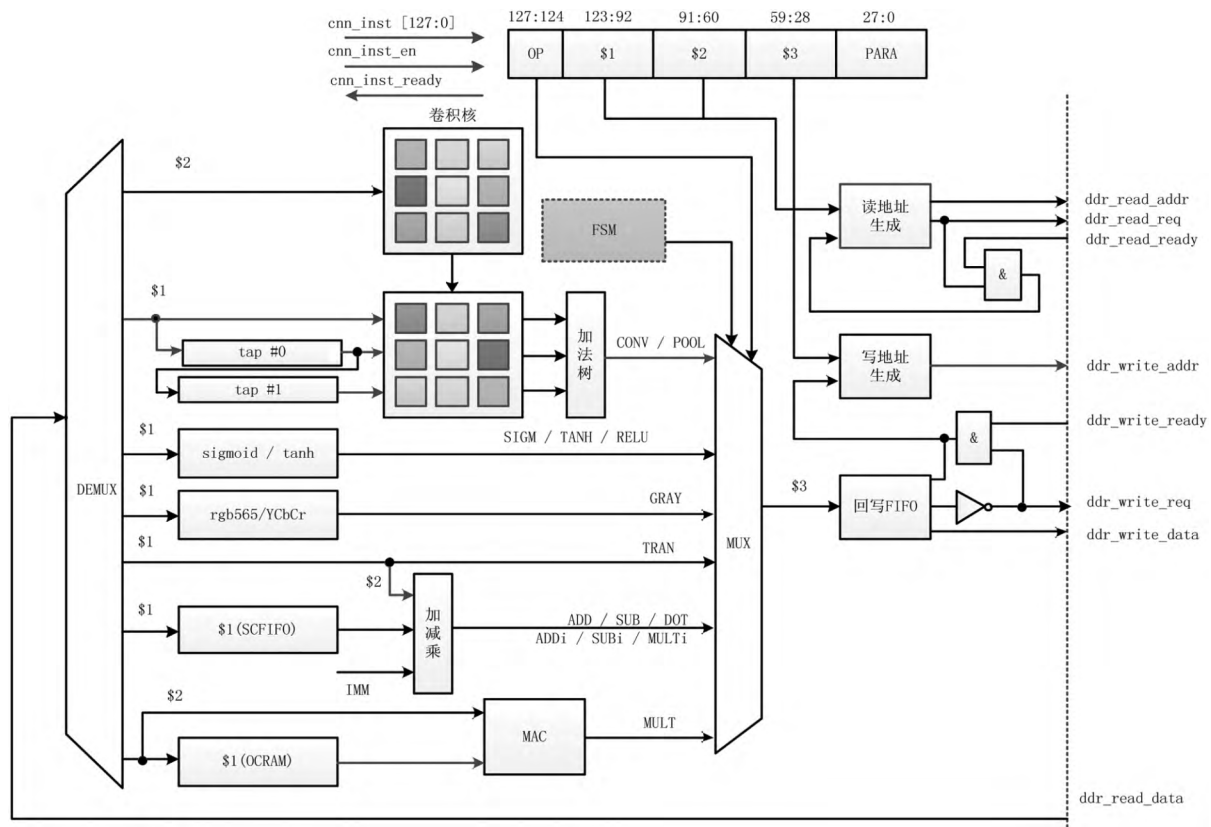 cnn_inst [127:0]
cnn_inst_en
cnn_inst_ready
127:124 123:92 91:60 59:28 27:0
OP $1 $2 $3 PARA
卷积核
$2
FSM
读地址
生成
ddr_read_addr
ddr_read_req
ddr_read_ready
&
$1
tap #0
tap #1
加
法
树
CONV / POOL
写地址
生成
ddr_write_addr
ddr_write_ready
&
$1
sigmoid / tanh
SIGM / TANH / RELU
DEMUX
$1
rgb565/YCbCr
GRAY
MUX
$3
回写FIFO
ddr_write_req
ddr_write_data
$1
TRAN
$2
$1
$1(SCFIFO)
加
减
乘
ADD / SUB / DOT
ADDi / SUBi / MULTi
IMM
$2
MAC
MULT
$1(OCRAM)
ddr_read_data